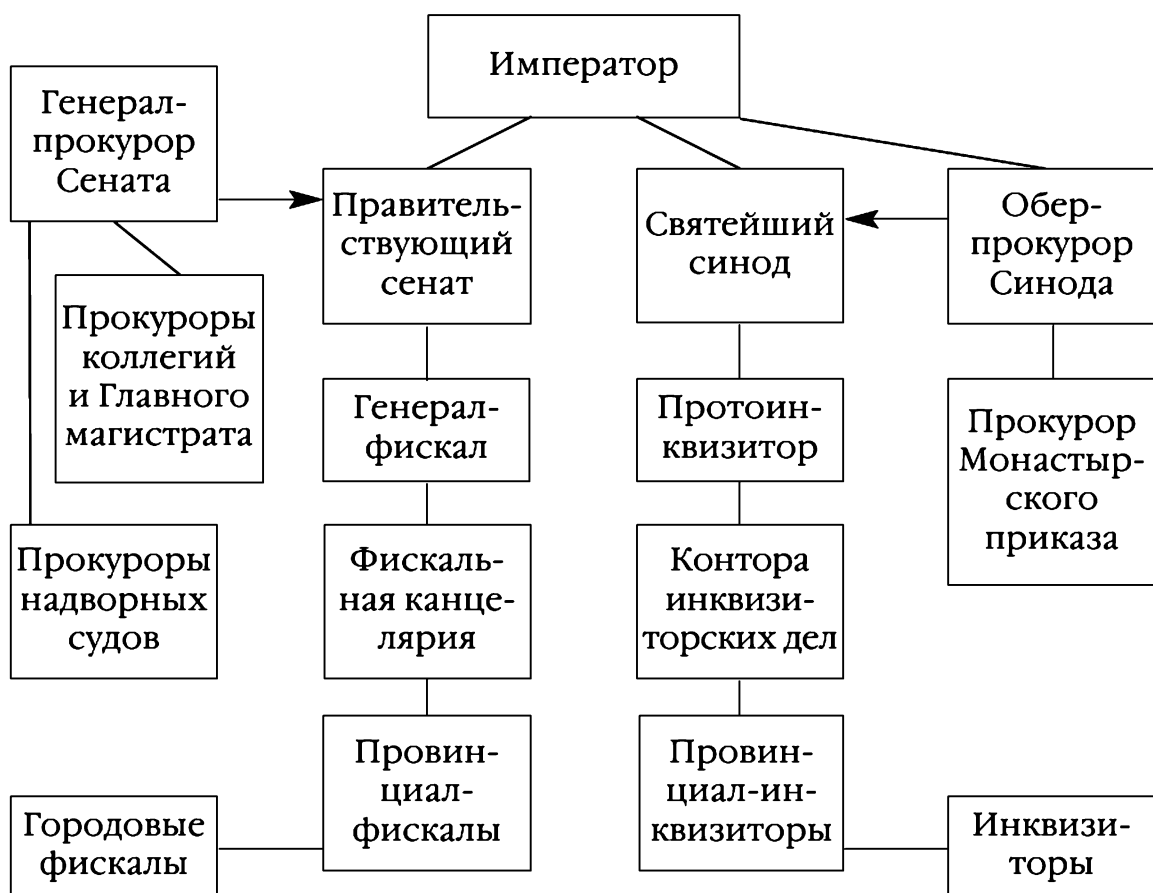 Император
Генерал-
прокурор
Сената
Правитель-
ствующий
сенат
Святейший
синод
Обер-
прокурор
Синода
Прокуроры
коллегий
и Главного
магистрата
Генерал-
фискал
Протоин-
квизитор
Прокурор
Монастыр-
ского
приказа
Прокуроры
надворных
судов
Фискаль-
ная канце-
лярия
Контора
инквизи-
торских дел
Провин-
циал-
фискалы
Провин-
циал-ин-
квизиторы
Городовые
фискалы
Инквизи-
торы